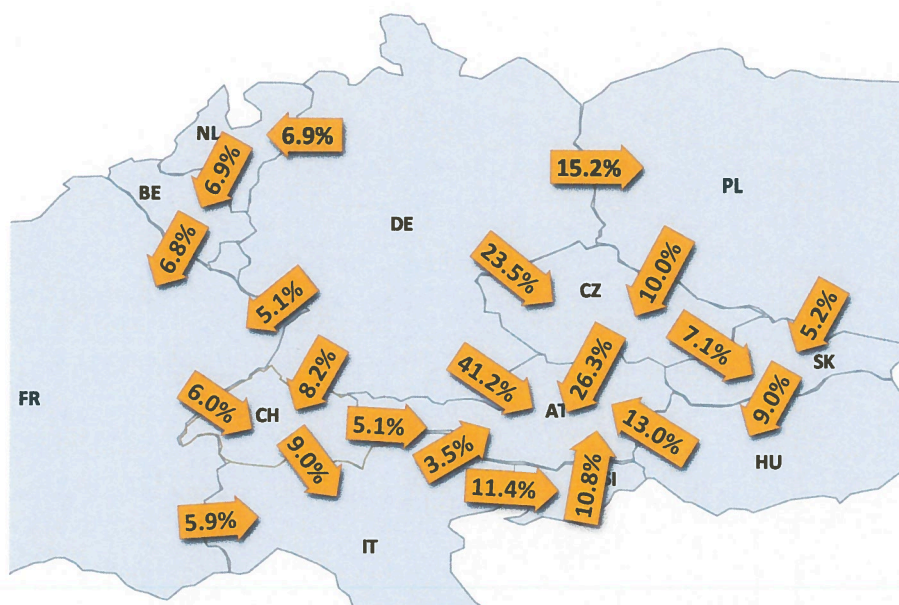 NL
6.9%
6.9%
BE
15.2%
PL
6.8%
DE
23.5%
10.0%
CZ
5.1%
5.2%
7.1%
SK
8.2%
41.2%
26.3%
FR
6.0%
CH
9.0%
AT
5.1%
13.0%
3.5%
9.0%
HU
11.4%
10.8%
SI
5.9%
IT